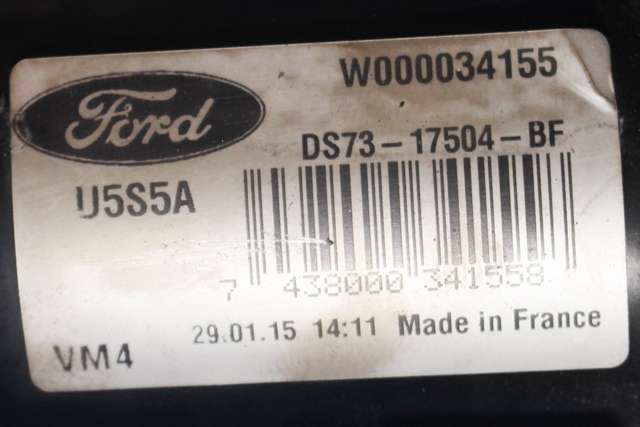 W000034155
Ford
DS73-17504-BF
U5S5A
7 438000 341558
29.01.15 14:11 Made in France
VM4